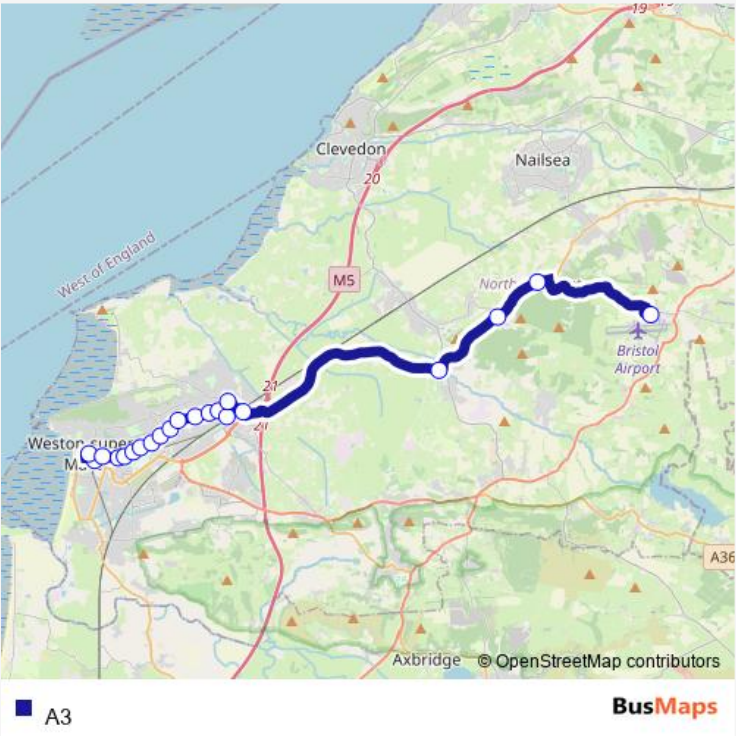 19
Clevedon
20
Nailsea
West of England
M5
North
Bristol
Airport
21
21
Weston-super
M
A36
Axbridge
© OpenStreetMap contributors
A3
BusMaps